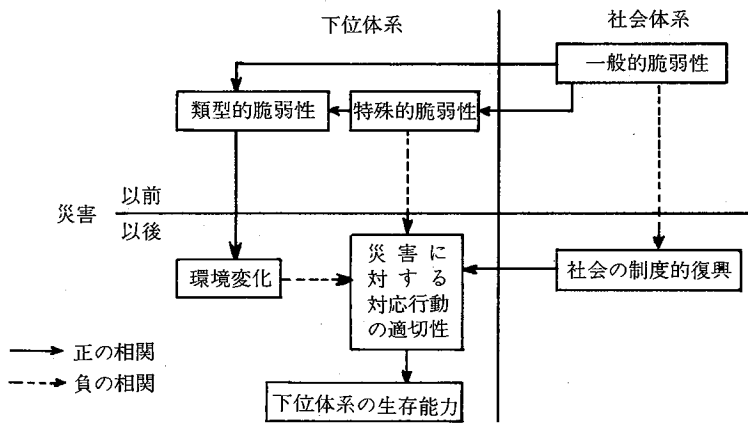 下位体系
社会体系
一般的脆弱性
類型的脆弱性
特殊的脆弱性
災害
以前
以後
環境変化
災害に
対する
対応行動
の適切性
社会の制度的復興
正の相関
負の相関
下位体系の生存能力